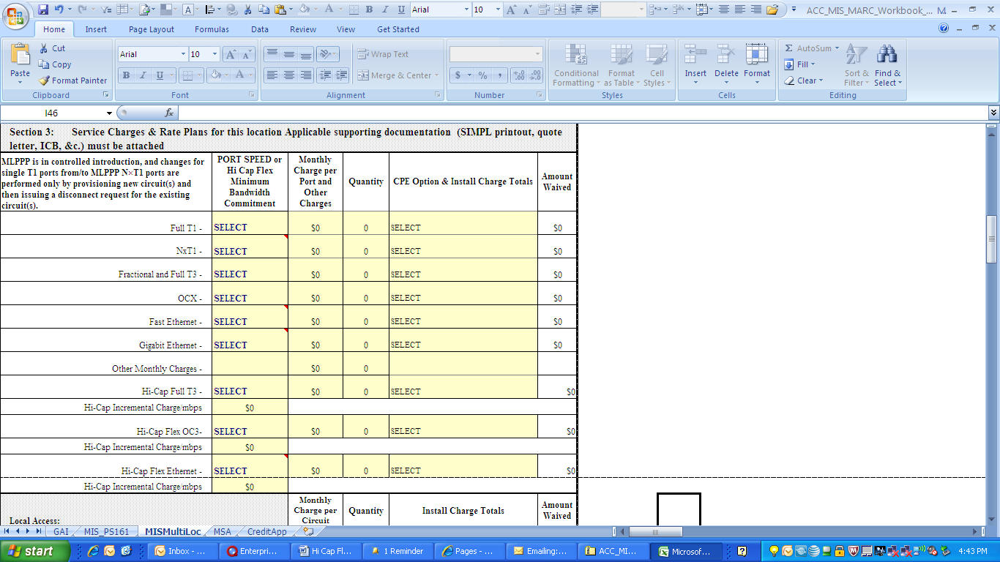 Arial 10 A A B I U ACC_MIS_MARC_Workbook_... M
Home Insert Page Layout Formulas Data Review View Get Started
Paste Cut Copy Format Painter Clipboard
Arial 10 A A B I U A Font
Wrap Text Merge & Center Alignment
$ % , .0 .00 Number
Conditional Formatting Format as Table Cell Styles Styles
Insert Delete Format Cells
Σ AutoSum Fill Clear Sort & Filter Find & Select Editing
I46 fx
Section 3: Service Charges & Rate Plans for this location Applicable supporting documentation (SIMPL printout, quote
letter, ICB, &c.) must be attached
MLPPP is in controlled introduction, and changes for
single T1 ports from/to MLPPP N×T1 ports are
performed only by provisioning new circuit(s) and
then issuing a disconnect request for the existing
circuit(s).
PORT SPEED or
Hi Cap Flex
Minimum
Bandwidth
Commitment
Monthly
Charge per
Port and
Other
Charges
Quantity
CPE Option & Install Charge Totals
Amount
Waived
Full T1 - SELECT $0 0 SELECT $0
NxT1 - SELECT $0 0 SELECT $0
Fractional and Full T3 - SELECT $0 0 SELECT $0
OCX - SELECT $0 0 SELECT $0
Fast Ethernet - SELECT $0 0 SELECT $0
Gigabit Ethernet - SELECT $0 0 SELECT $0
Other Monthly Charges - $0 0
Hi-Cap Full T3 - SELECT $0 0 SELECT $0
Hi-Cap Incremental Charge/mbps $0
Hi-Cap Flex OC3- SELECT $0 0 SELECT $0
Hi-Cap Incremental Charge/mbps $0
Hi-Cap Flex Ethernet - SELECT $0 0 SELECT $0
Hi-Cap Incremental Charge/mbps $0
Local Access:
Monthly
Charge per
Circuit
Quantity
Install Charge Totals
Amount
Waived
GAI MIS_PS161 MISMultiLoc MSA CreditApp
start Inbox - ... Enterpri... Hi Cap Fl... 1 Reminder Pages - ... Emailing:... ACC_MI... Microsof... 4:43 PM